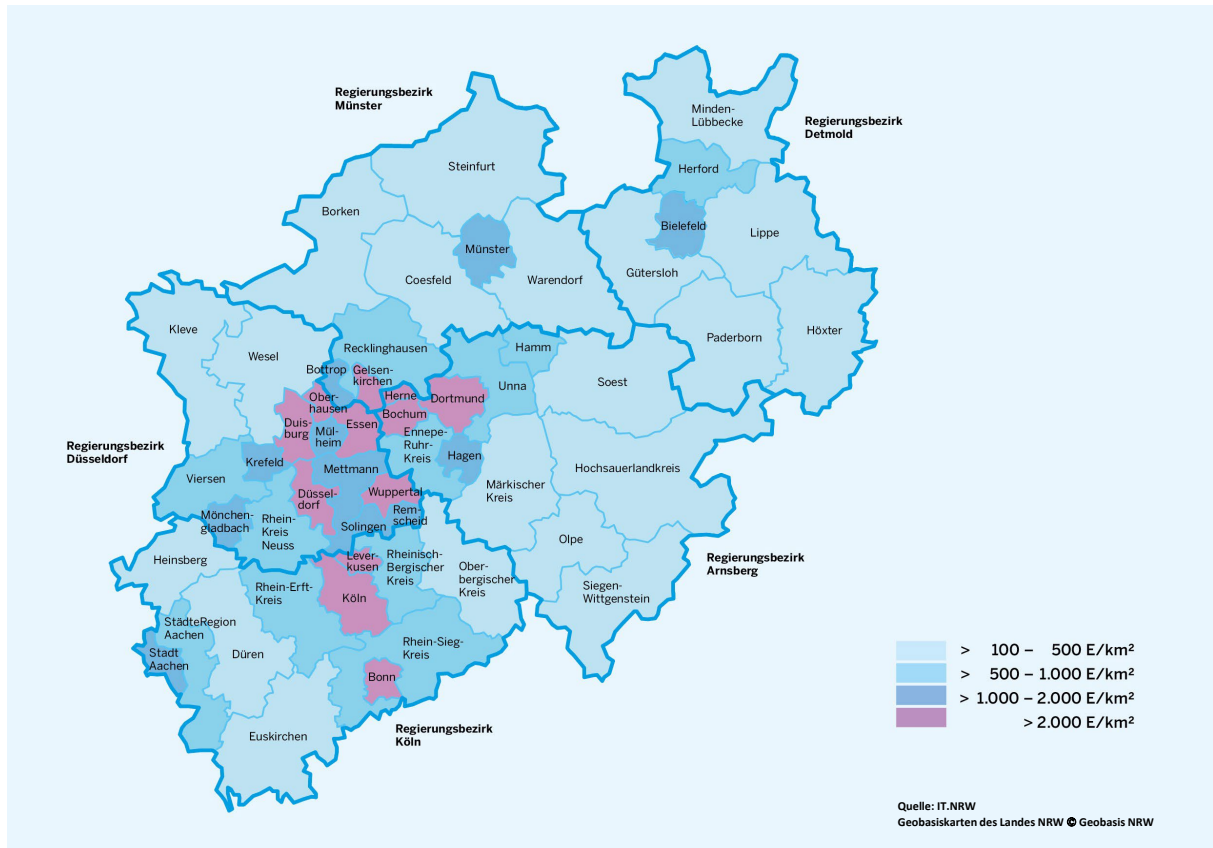 Regierungsbezirk
Münster
Regierungsbezirk
Detmold
Minden-
Lübbecke
Herford
Steinfurt
Borken
Münster
Bielefeld
Lippe
Coesfeld
Warendorf
Gütersloh
Kleve
Wesel
Recklinghausen
Hamm
Paderborn
Höxter
Bottrop
Gelsen-
kirchen
Unna
Soest
Ober-
hausen
Herne
Dortmund
Bochum
Duis-
burg
Mül-
heim
Essen
Ennepe-
Ruhr-
Kreis
Hagen
Regierungsbezirk
Düsseldorf
Krefeld
Mettmann
Viersen
Hochsauerlandkreis
Märkischer
Kreis
Düssel-
dorf
Wuppertal
Rem-
scheid
Mönchen-
gladbach
Rhein-
Kreis
Neuss
Solingen
Olpe
Regierungsbezirk
Arnsberg
Heinsberg
Lever-
kusen
Rheinisch-
Bergischer
Kreis
Ober-
bergischer
Kreis
Rhein-Erft-
Kreis
Köln
Siegen-
Wittgenstein
StädteRegion
Aachen
Stadt
Aachen
Düren
Rhein-Sieg-
Kreis
Bonn
Euskirchen
Regierungsbezirk
Köln
> 100 – 500 E/km²
> 500 – 1.000 E/km²
> 1.000 – 2.000 E/km²
> 2.000 E/km²
Quelle: IT.NRW
Geobasiskarten des Landes NRW © Geobasis NRW